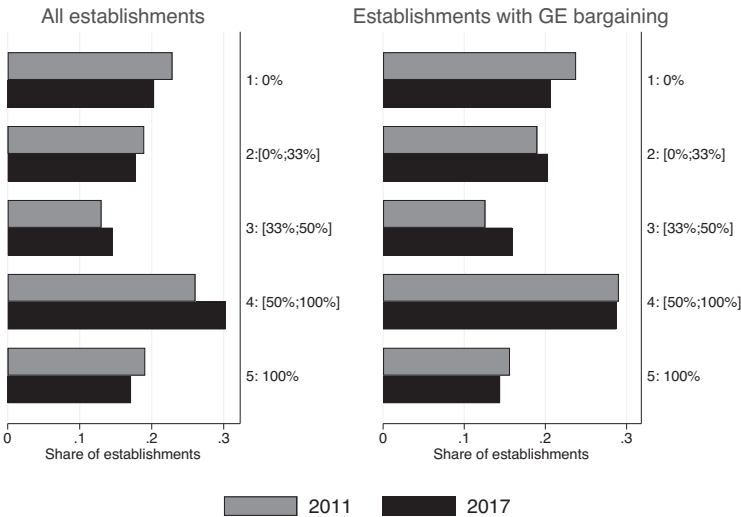 All establishments
1: 0%
2:[0%;33%]
3: [33%;50%]
4: [50%;100%]
5: 100%
0 .1 .2 .3
Share of establishments
Establishments with GE bargaining
1: 0%
2: [0%;33%]
3: [33%;50%]
4: [50%;100%]
5: 100%
0 .1 .2 .3
Share of establishments
2011 2017